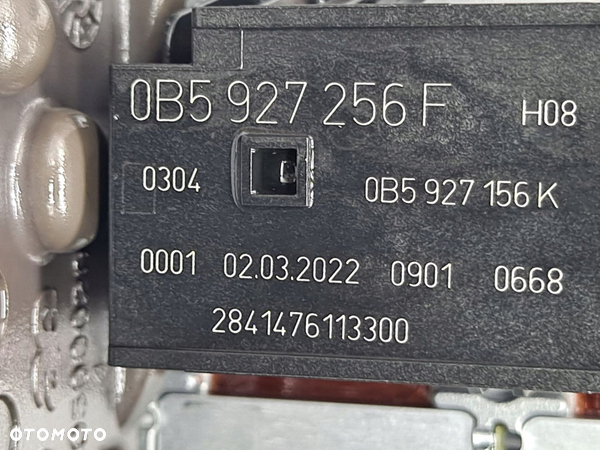 0B5 927 256 F H08
0304 0B5 927 156 K
0001 02.03.2022 0901 0668
2841476113300
OTOMOTO